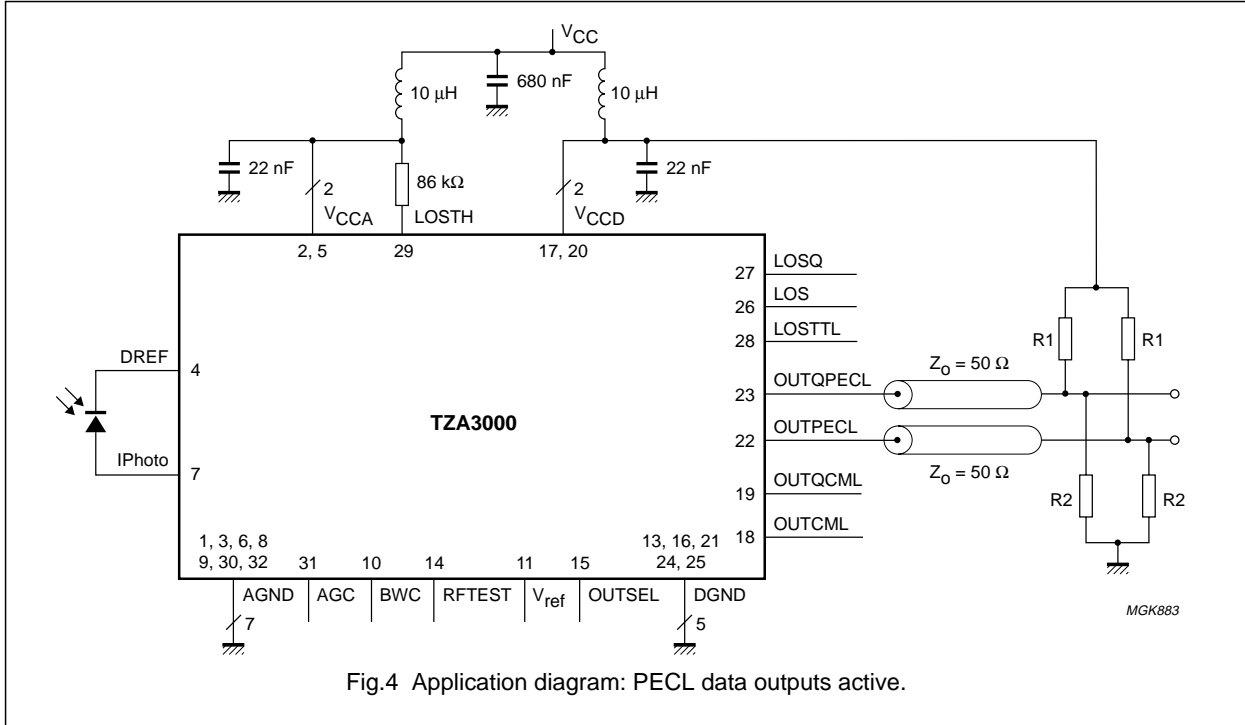 VCC
680 nF
10 μH
10 μH
22 nF
2
86 kΩ
2
22 nF
VCCA
LOSTH
VCCD
2, 5
29
17, 20
27
LOSQ
26
LOS
28
LOSTTL
R1
R1
DREF
4
Zo = 50 Ω
OUTQPECL
23
TZA3000
OUTPECL
22
IPhoto
7
Zo = 50 Ω
OUTQCML
19
R2
R2
OUTCML
18
1, 3, 6, 8
13, 16, 21
9, 30, 32
31
10
14
11
15
24, 25
AGND
AGC
BWC
RFTEST
Vref
OUTSEL
DGND
7
5
MGK883
Fig.4 Application diagram: PECL data outputs active.